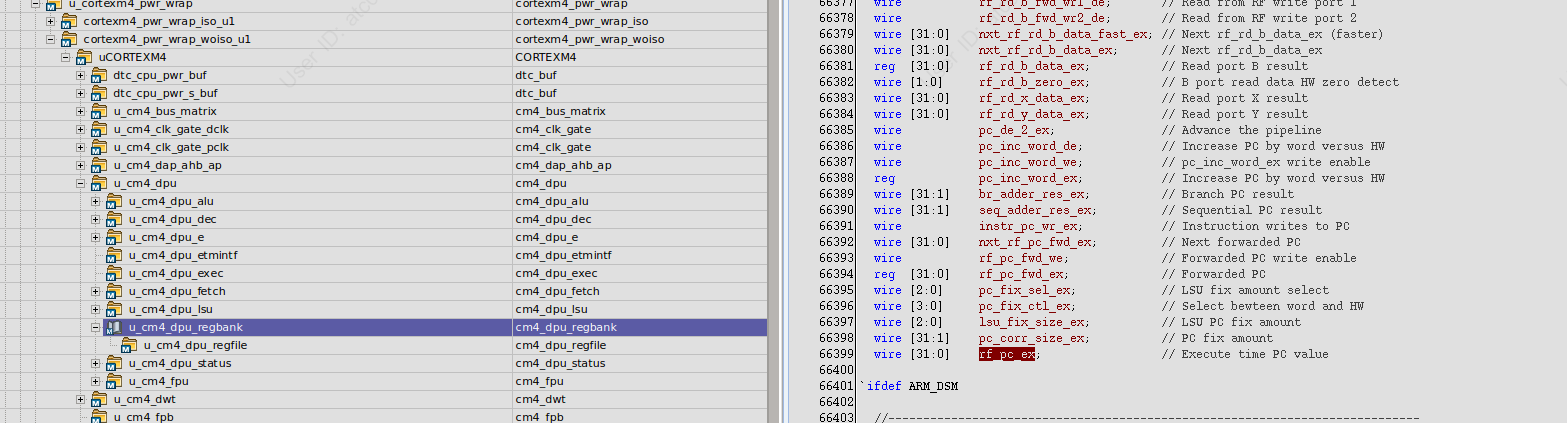 u_cortexm4_pwr_wrap cortexm4_pwr_wrap
cortexm4_pwr_wrap_iso_u1 cortexm4_pwr_wrap_iso
cortexm4_pwr_wrap_woiso_u1 cortexm4_pwr_wrap_woiso
uCORTEXM4 CORTEXM4
dtc_cpu_pwr_buf dtc_buf
dtc_cpu_pwr_s_buf dtc_buf
u_cm4_bus_matrix cm4_bus_matrix
u_cm4_clk_gate_dclk cm4_clk_gate
u_cm4_clk_gate_pclk cm4_clk_gate
u_cm4_dap_ahb_ap cm4_dap_ahb_ap
u_cm4_dpu cm4_dpu
u_cm4_dpu_alu cm4_dpu_alu
u_cm4_dpu_dec cm4_dpu_dec
u_cm4_dpu_e cm4_dpu_e
u_cm4_dpu_etmintf cm4_dpu_etmintf
u_cm4_dpu_exec cm4_dpu_exec
u_cm4_dpu_fetch cm4_dpu_fetch
u_cm4_dpu_lsu cm4_dpu_lsu
u_cm4_dpu_regbank cm4_dpu_regbank
u_cm4_dpu_regfile cm4_dpu_regfile
u_cm4_dpu_status cm4_dpu_status
u_cm4_fpu cm4_fpu
u_cm4_dwt cm4_dwt
u_cm4_fpb cm4_fpb
66377 wire rf_rd_b_fwd_wr1_de; // Read from RF write port 1
66378 wire rf_rd_b_fwd_wr2_de; // Read from RF write port 2
66379 wire [31:0] nxt_rf_rd_b_data_fast_ex; // Next rf_rd_b_data_ex (faster)
66380 wire [31:0] nxt_rf_rd_b_data_ex; // Next rf_rd_b_data_ex
66381 reg [31:0] rf_rd_b_data_ex; // Read port B result
66382 wire [1:0] rf_rd_b_zero_ex; // B port read data HW zero detect
66383 wire [31:0] rf_rd_x_data_ex; // Read port X result
66384 wire [31:0] rf_rd_y_data_ex; // Read port Y result
66385 wire pc_de_2_ex; // Advance the pipeline
66386 wire pc_inc_word_de; // Increase PC by word versus HW
66387 wire pc_inc_word_we; // pc_inc_word_ex write enable
66388 reg pc_inc_word_ex; // Increase PC by word versus HW
66389 wire [31:1] br_adder_res_ex; // Branch PC result
66390 wire [31:1] seq_adder_res_ex; // Sequential PC result
66391 wire instr_pc_wr_ex; // Instruction writes to PC
66392 wire [31:0] nxt_rf_pc_fwd_ex; // Next forwarded PC
66393 wire rf_pc_fwd_we; // Forwarded PC write enable
66394 reg [31:0] rf_pc_fwd_ex; // Forwarded PC
66395 wire [2:0] pc_fix_sel_ex; // LSU fix amount select
66396 wire [3:0] pc_fix_ctl_ex; // Select bewteen word and HW
66397 wire [2:0] lsu_fix_size_ex; // LSU PC fix amount
66398 wire [31:1] pc_corr_size_ex; // PC fix amount
66399 wire [31:0] rf_pc_ex; // Execute time PC value
66400
66401 `ifdef ARM_DSM
66402
66403 //----------------------------------------------------------------------------
User ID: